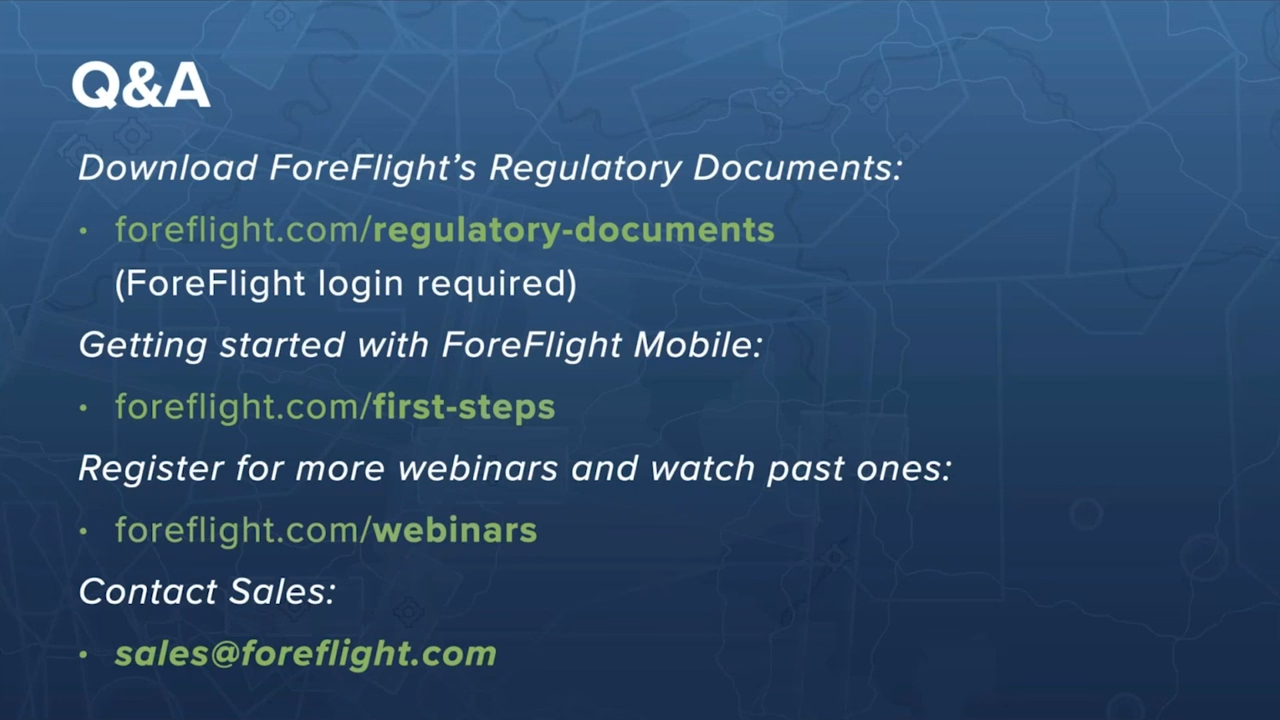 Q&A
Download ForeFlight’s Regulatory Documents:
• foreflight.com/regulatory-documents
(ForeFlight login required)
Getting started with ForeFlight Mobile:
• foreflight.com/first-steps
Register for more webinars and watch past ones:
• foreflight.com/webinars
Contact Sales:
• sales@foreflight.com